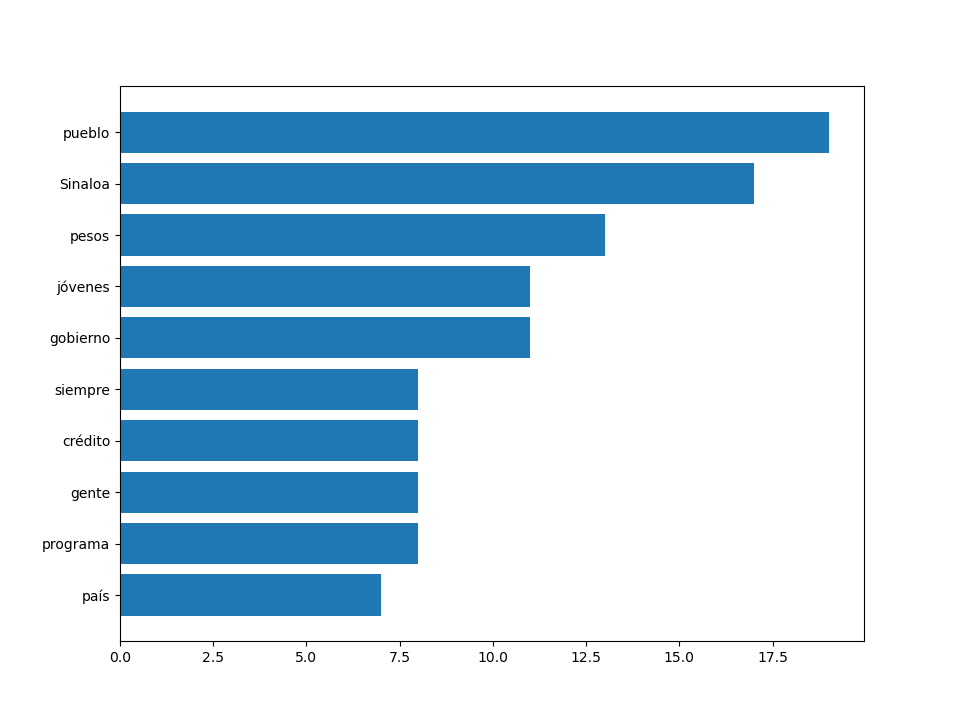 pueblo
Sinaloa
pesos
jóvenes
gobierno
siempre
crédito
gente
programa
país
0.0 2.5 5.0 7.5 10.0 12.5 15.0 17.5